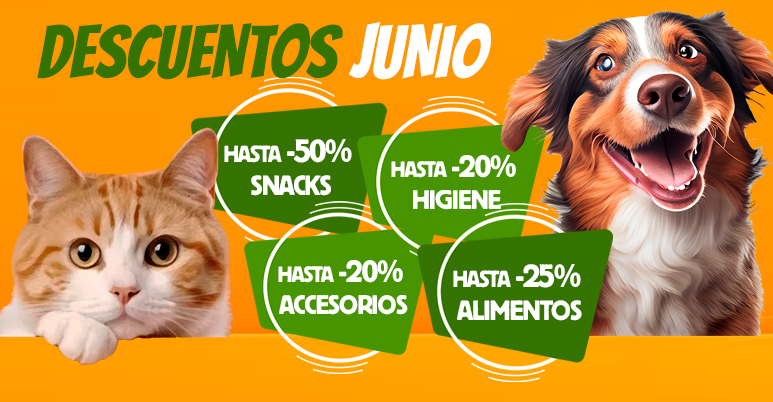 DESCUENTOS JUNIO
HASTA -50%
SNACKS
HASTA -20%
HIGIENE
HASTA -20%
ACCESORIOS
HASTA -25%
ALIMENTOS